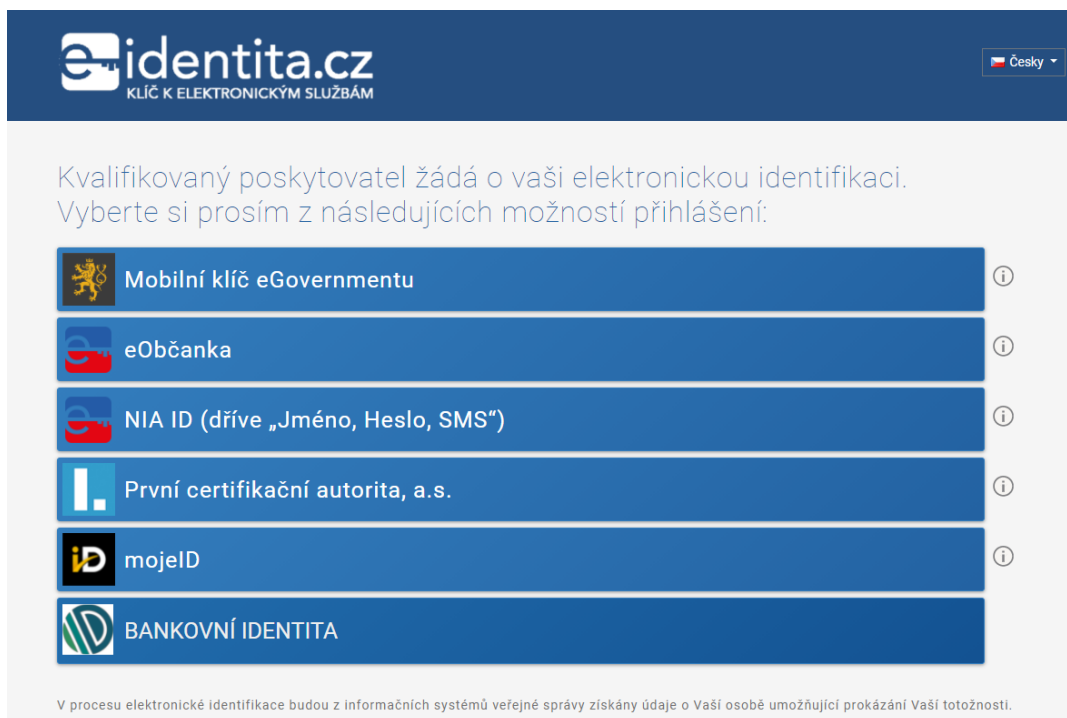 identita.cz
KLÍČ K ELEKTRONICKÝM SLUŽBÁM
Česky
Kvalifikovaný poskytovatel žádá o vaši elektronickou identifikaci.
Vyberte si prosím z následujících možností přihlášení:
Mobilní klíč eGovernmentu
eObčanka
NIA ID (dříve „Jméno, Heslo, SMS“)
První certifikační autorita, a.s.
mojeID
BANKOVNÍ IDENTITA
V procesu elektronické identifikace budou z informačních systémů veřejné správy získány údaje o Vaší osobě umožňující prokázání Vaší totožnosti.